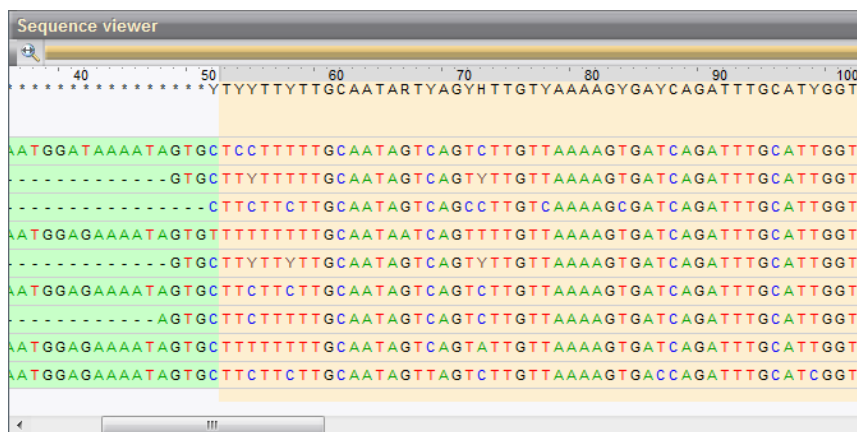 Sequence viewer
40 50 60 70 80 90 100
****************YTYYTTYTTGCAATARTYAGYHTTGTYAAAAGYGAYCAGATTTGCATYGGT
AATGGATAAAATAGTGCTCCTTTTTGCAATAGTCAGTCTTGTTAAAAGTGATCAGATTTGCATTGGT
-------------GTGCTTYTTTTTGCAATAGTCAGTYTTGTTAAAAGTGATCAGATTTGCATTGGT
----------------CTTCTTCTTGCAATAGTCAGCCTTGTCAAAAGCGATCAGATTTGCATTGGT
AATGGAGAAAATAGTGTTTTTTTTTGCAATAATCAGTTTTGTTAAAAGTGATCAGATTTGCATTGGT
-------------GTGCTTYTTYTTGCAATAGTCAGTYTTGTTAAAAGTGATCAGATTTGCATTGGT
AATGGAGAAAATAGTGCTTCTTCTTGCAATAGTCAGTCTTGTTAAAAGTGATCAGATTTGCATTGGT
------------AGTGCTTCTTTTTGCAATAGTCAGTCTTGTTAAAAGTGATCAGATTTGCATTGGT
AATGGAGAAAATAGTGCTTTTTTTTGCAATAGTCAGTATTGTTAAAAGTGATCAGATTTGCATTGGT
AATGGAGAAAATAGTGCTTCTTCTTGCAATAGTTAGTCTTGTTAAAAGTGACCAGATTTGCATCGGT